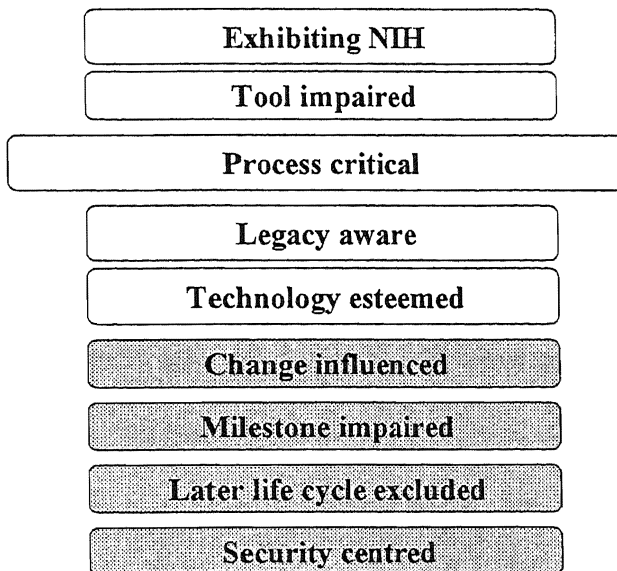 Exhibiting NIH
Tool impaired
Process critical
Legacy aware
Technology esteemed
Change influenced
Milestone impaired
Later life cycle excluded
Security centred